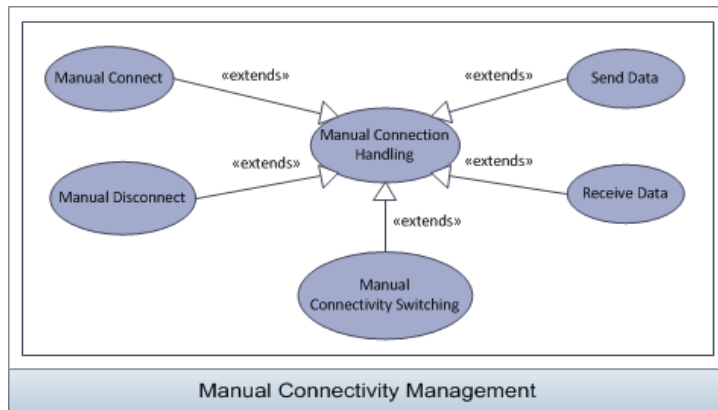 Manual Connect
«extends»
«extends»
Send Data
Manual Connection
Handling
«extends»
«extends»
Manual Disconnect
Receive Data
«extends»
Manual
Connectivity Switching
Manual Connectivity Management